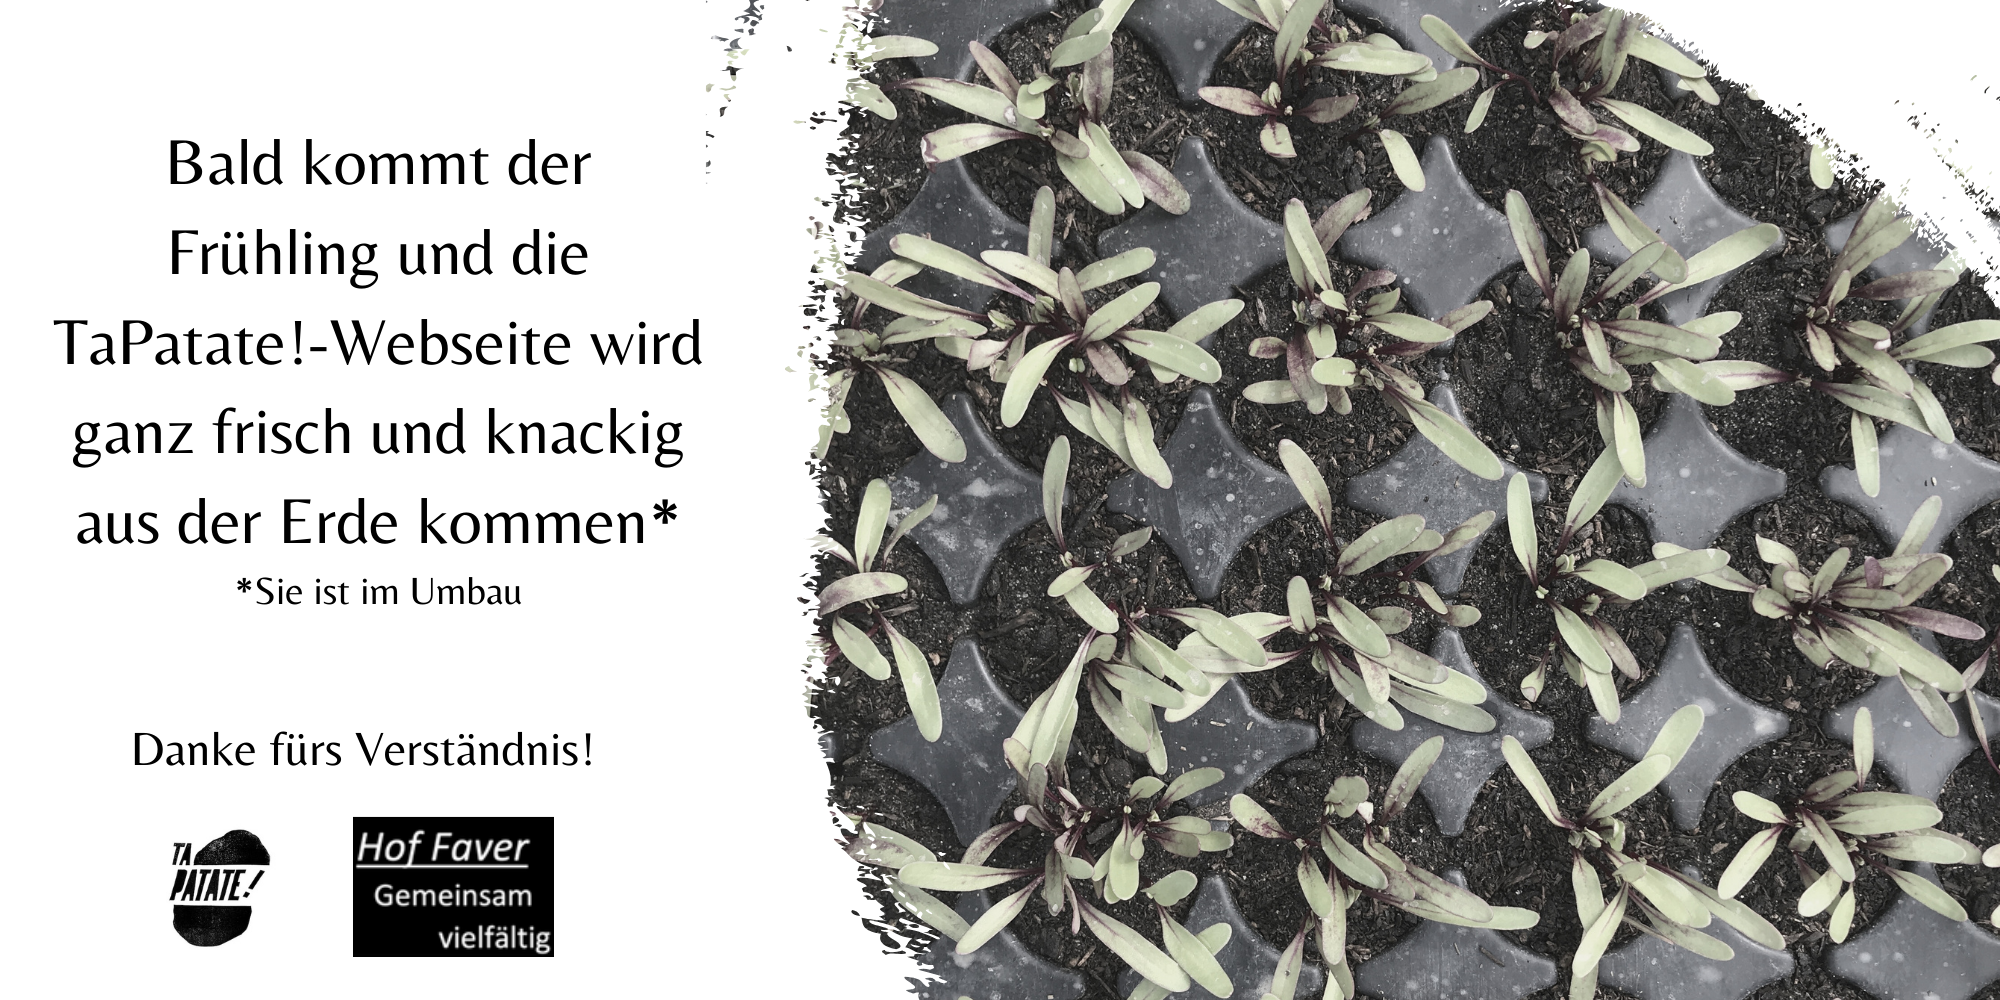 Bald kommt der
Frühling und die
TaPatate!-Webseite wird
ganz frisch und knackig
aus der Erde kommen*
*Sie ist im Umbau
Danke fürs Verständnis!
TA
PATATE!
Hof Faver
Gemeinsam
vielfältig